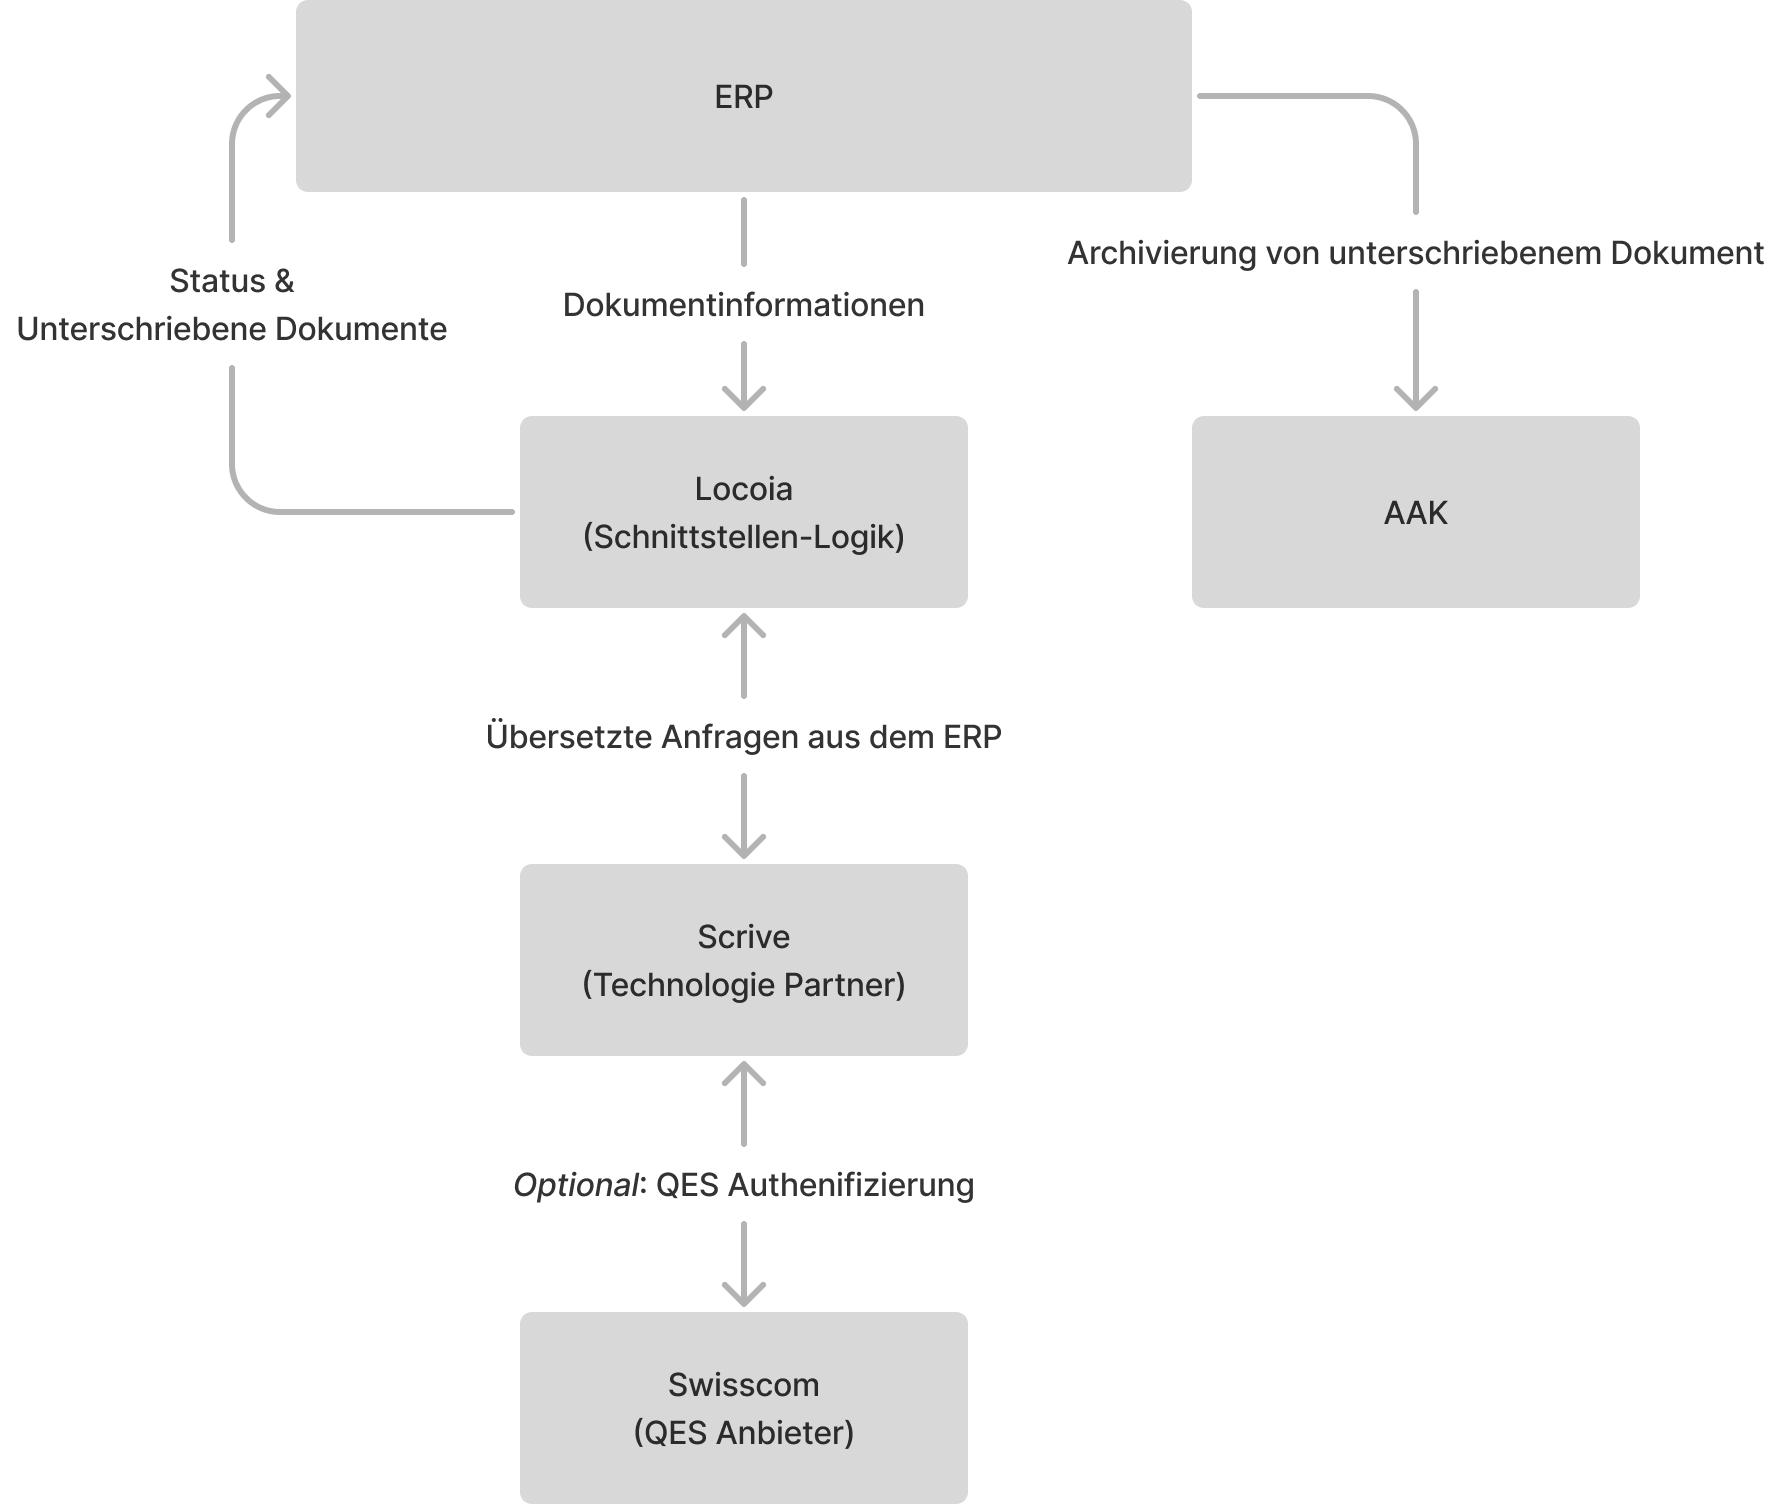 ERP
Archivierung von unterschriebenem Dokument
Status &
Unterschriebene Dokumente
Dokumentinformationen
Locoia
(Schnittstellen-Logik)
AAK
Übersetzte Anfragen aus dem ERP
Scrive
(Technologie Partner)
Optional: QES Authenifizierung
Swisscom
(QES Anbieter)